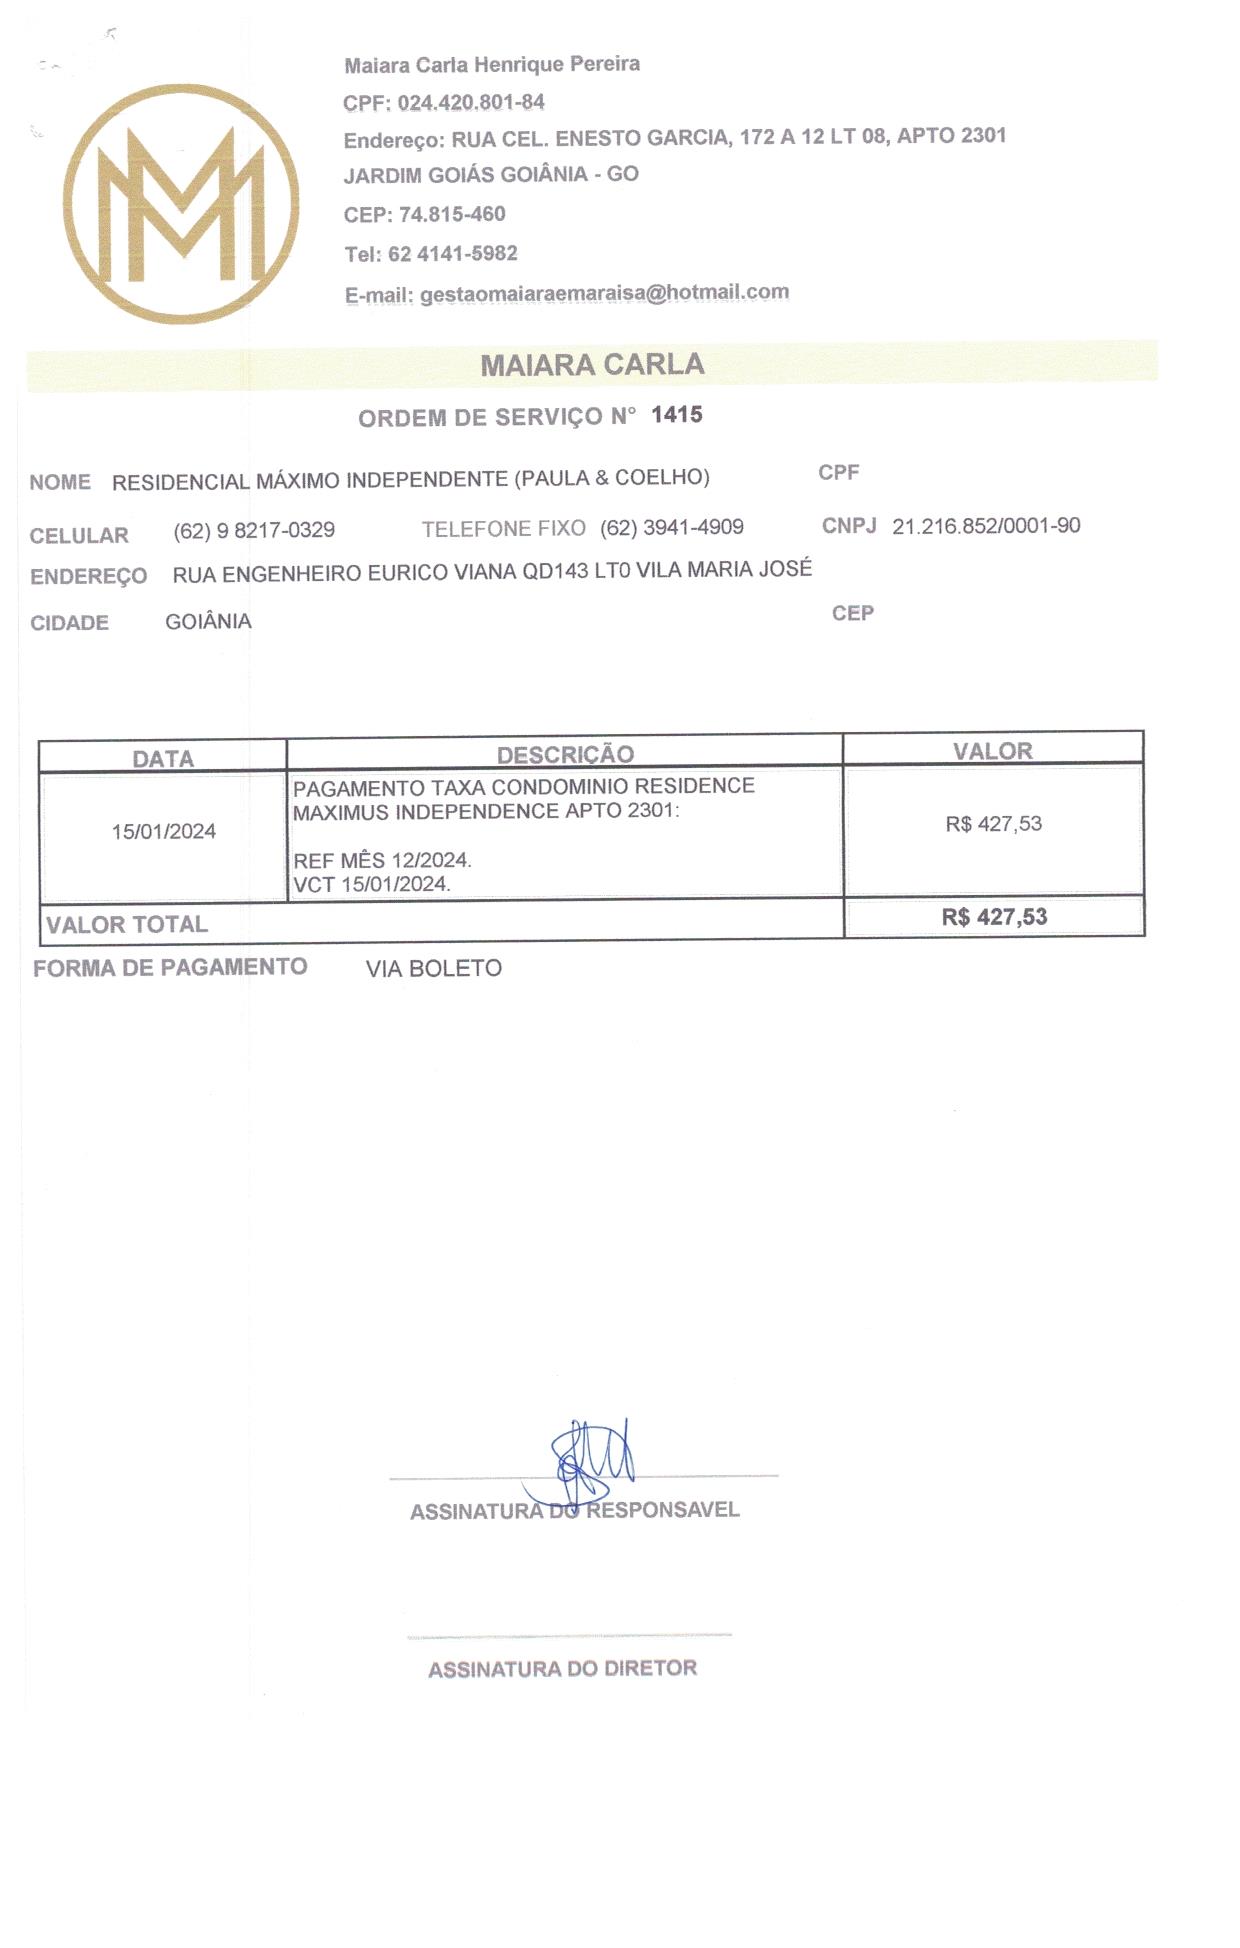 Maiara Carla Henrique Pereira
CPF: 024.420.801-84
Endereço: RUA CEL. ENESTO GARCIA, 172 A 12 LT 08, APTO 2301
JARDIM GOIÁS GOIÂNIA - GO
CEP: 74.815-460
Tel: 62 4141-5982
E-mail: gestaomaiaraemaraisa@hotmail.com
MAIARA CARLA
ORDEM DE SERVIÇO N° 1415
NOME RESIDENCIAL MÁXIMO INDEPENDENTE (PAULA & COELHO) CPF
CELULAR (62) 9 8217-0329 TELEFONE FIXO (62) 3941-4909 CNPJ 21.216.852/0001-90
ENDEREÇO RUA ENGENHEIRO EURICO VIANA QD143 LT0 VILA MARIA JOSÉ
CIDADE GOIÂNIA CEP
DATA DESCRIÇÃO VALOR
PAGAMENTO TAXA CONDOMINIO RESIDENCE
MAXIMUS INDEPENDENCE APTO 2301:
15/01/2024 R$ 427,53
REF MÊS 12/2024.
VCT 15/01/2024.
VALOR TOTAL R$ 427,53
FORMA DE PAGAMENTO VIA BOLETO
ASSINATURA DO RESPONSAVEL
ASSINATURA DO DIRETOR